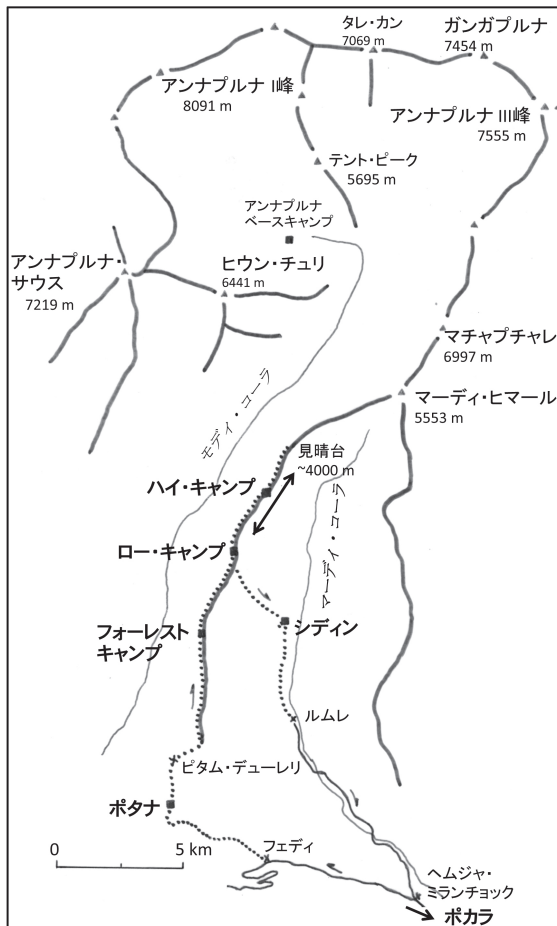 タレ・カン
7069 m
ガンガプルナ
7454 m
アンナプルナ I峰
8091 m
アンナプルナ III峰
7555 m
テント・ピーク
5695 m
アンナプルナ
ベースキャンプ
アンナプルナ・
サウス
7219 m
ヒウン・チュリ
6441 m
マチャプチャレ
6997 m
マーディ・ヒマール
5553 m
モディ・コーラ
見晴台
~4000 m
ハイ・キャンプ
マーディ・コーラ
ロー・キャンプ
シディン
フォーレスト
キャンプ
ルムレ
ピタム・デューレリ
ポタナ
0
5 km
フェディ
ヘムジャ・
ミランチョック
ポカラ